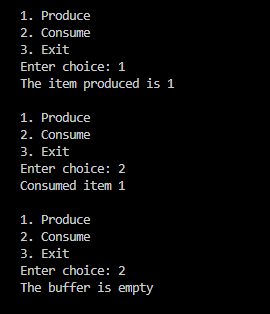 1. Produce
2. Consume
3. Exit
Enter choice: 1
The item produced is 1
1. Produce
2. Consume
3. Exit
Enter choice: 2
Consumed item 1
1. Produce
2. Consume
3. Exit
Enter choice: 2
The buffer is empty